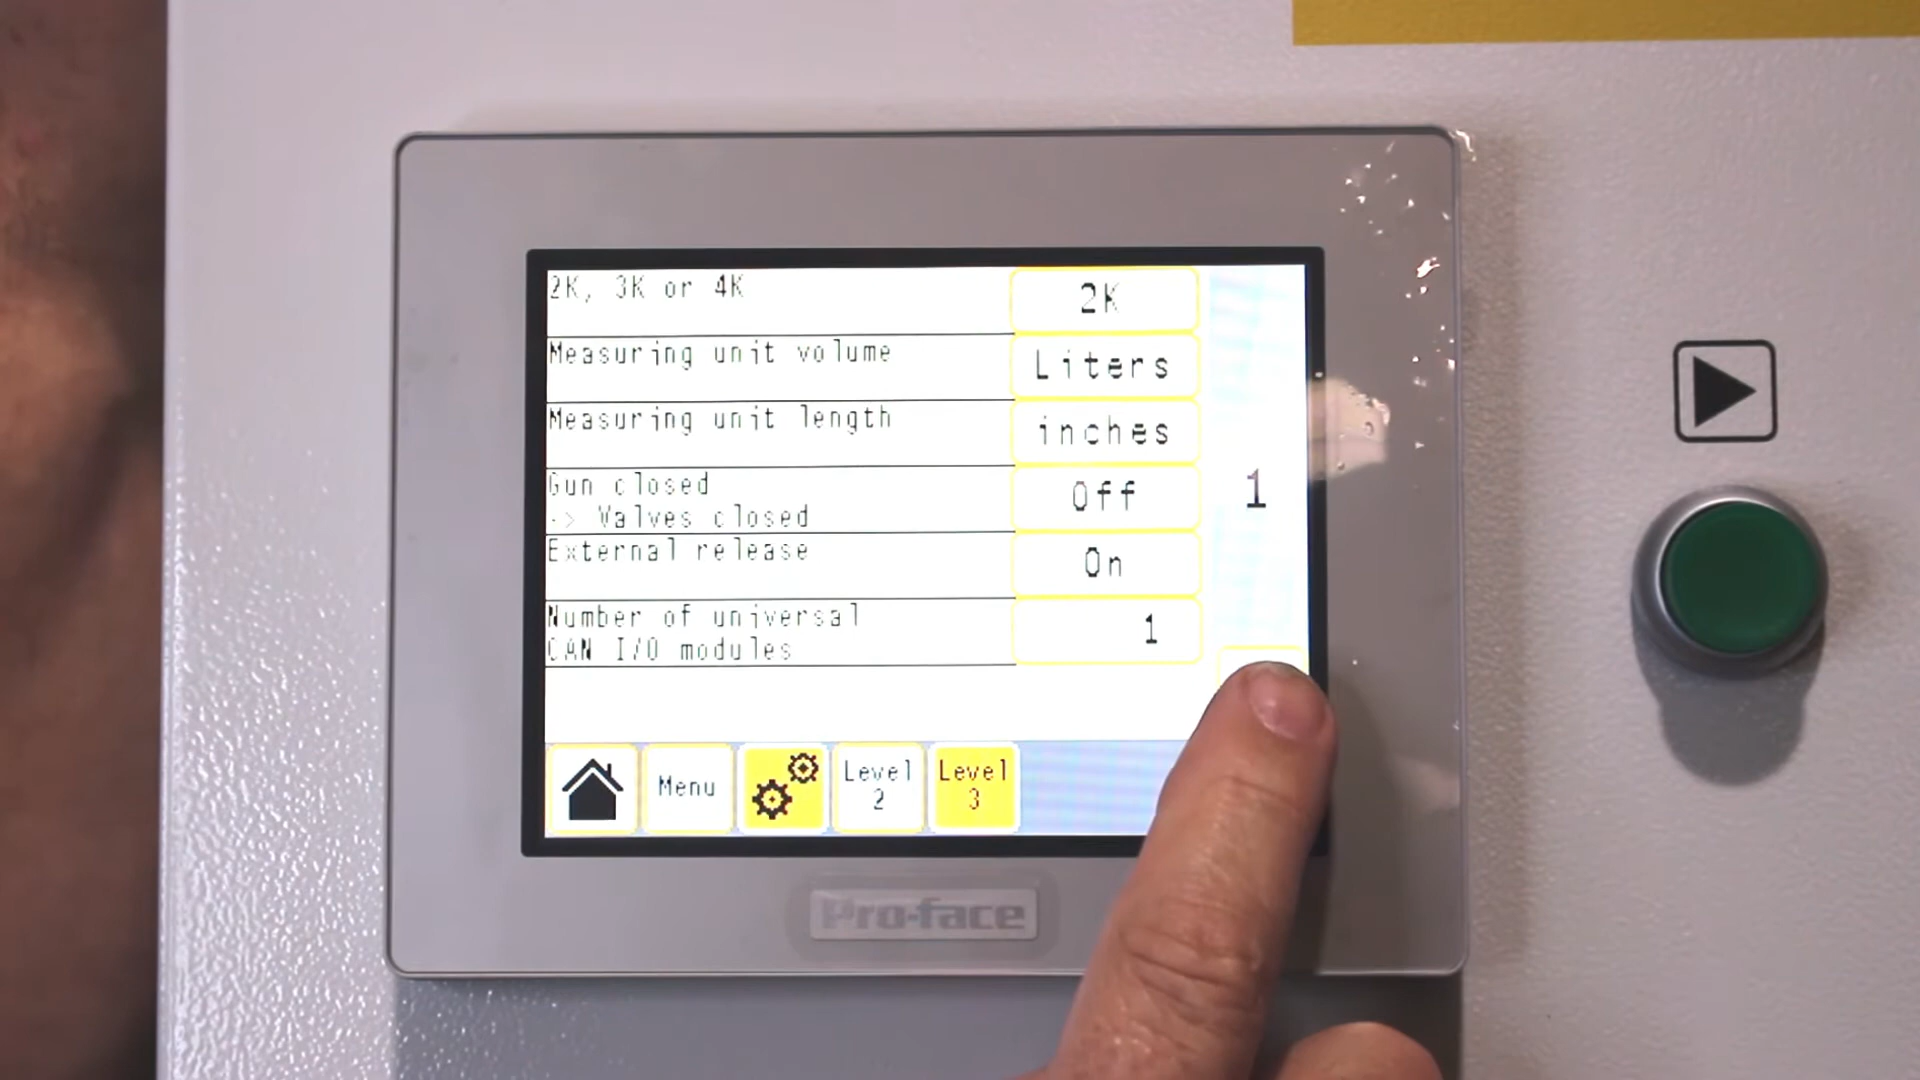 2K, 3K or 4K
2K
Measuring unit volume
Liters
Measuring unit length
inches
Gun closed
-> Valves closed
Off
1
External release
On
Number of universal
CAN I/O modules
1
Menu
Level
2
Level
3
Pro-face